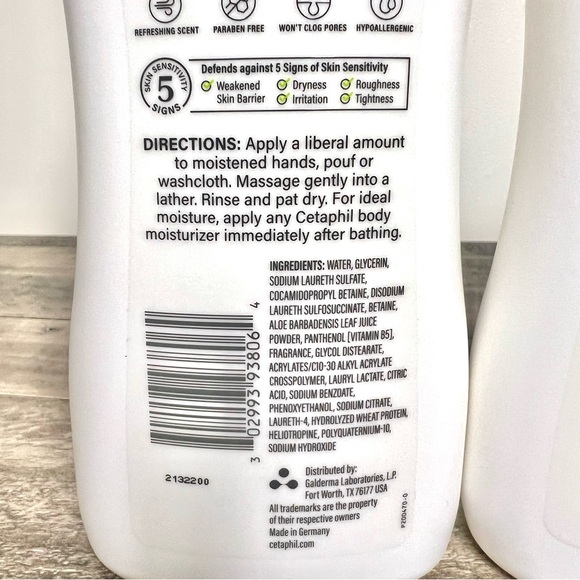 REFRESHING SCENT
PARABEN FREE
WON'T CLOG PORES
HYPOALLERGENIC
SKIN SENSITIVITY
5
SIGNS
Defends against 5 Signs of Skin Sensitivity
Weakened Dryness Roughness
Skin Barrier Irritation Tightness
DIRECTIONS: Apply a liberal amount
to moistened hands, pouf or
washcloth. Massage gently into a
lather. Rinse and pat dry. For ideal
moisture, apply any Cetaphil body
moisturizer immediately after bathing.
INGREDIENTS: WATER, GLYCERIN,
SODIUM LAURETH SULFATE,
COCAMIDOPROPYL BETAINE, DISODIUM
LAURETH SULFOSUCCINATE, BETAINE,
ALOE BARBADENSIS LEAF JUICE
POWDER, PANTHENOL [VITAMIN B5],
FRAGRANCE, GLYCOL DISTEARATE,
ACRYLATES/C10-30 ALKYL ACRYLATE
CROSSPOLYMER, LAURYL LACTATE, CITRIC
ACID, SODIUM BENZOATE,
PHENOXYETHANOL, SODIUM CITRATE,
LAURETH-4, HYDROLYZED WHEAT PROTEIN,
HELIOTROPINE, POLYQUATERNIUM-10,
SODIUM HYDROXIDE
3 02993 93806 4
2132200
Distributed by:
Galderma Laboratories, L.P.
Fort Worth, TX 76177 USA
All trademarks are the property
of their respective owners
Made in Germany
cetaphil.com
P200470-0